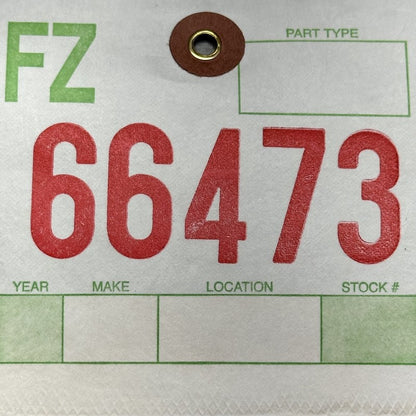 FZ
PART TYPE
66473
YEAR MAKE LOCATION STOCK #